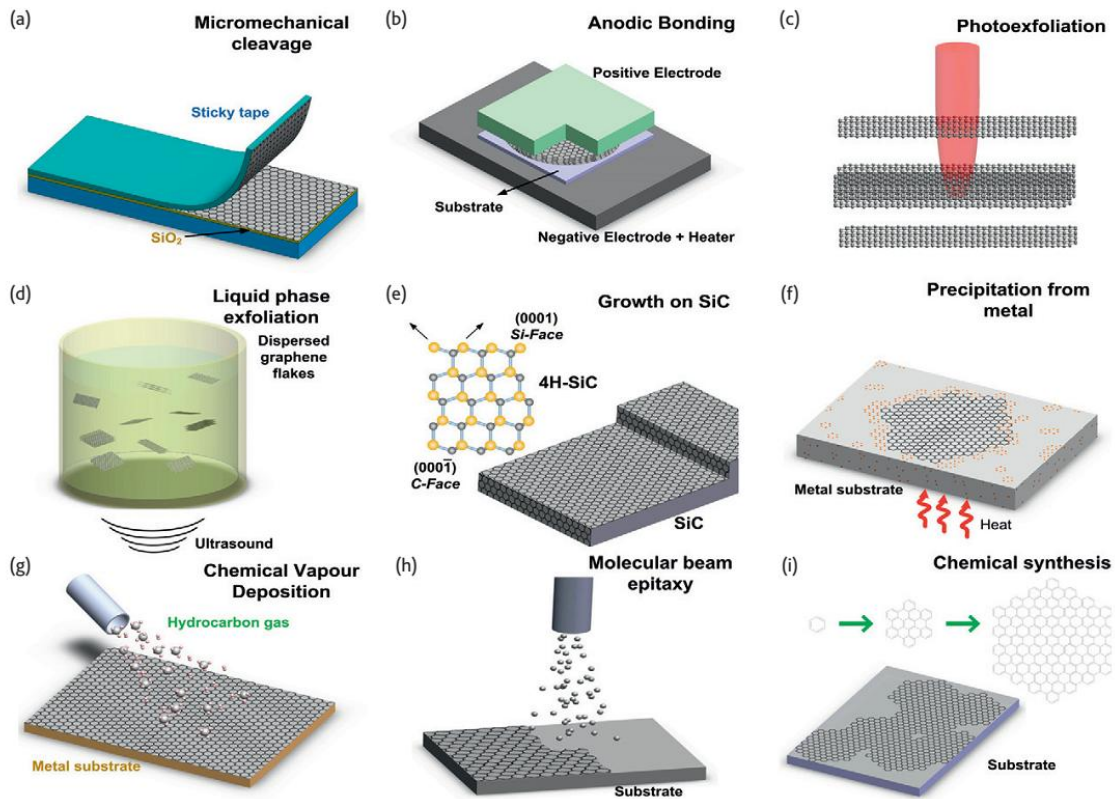 (a)
Micromechanical
cleavage
Sticky tape
SiO₂
(b)
Anodic Bonding
Positive Electrode
Substrate
Negative Electrode + Heater
(c)
Photoexfoliation
(d)
Liquid phase
exfoliation
Dispersed
graphene
flakes
Ultrasound
(e)
Growth on SiC
(0001)
Si-Face
4H-SiC
(0001̄)
C-Face
SiC
(f)
Precipitation from
metal
Metal substrate
Heat
(g)
Chemical Vapour
Deposition
Hydrocarbon gas
Metal substrate
(h)
Molecular beam
epitaxy
Substrate
(i)
Chemical synthesis
Substrate